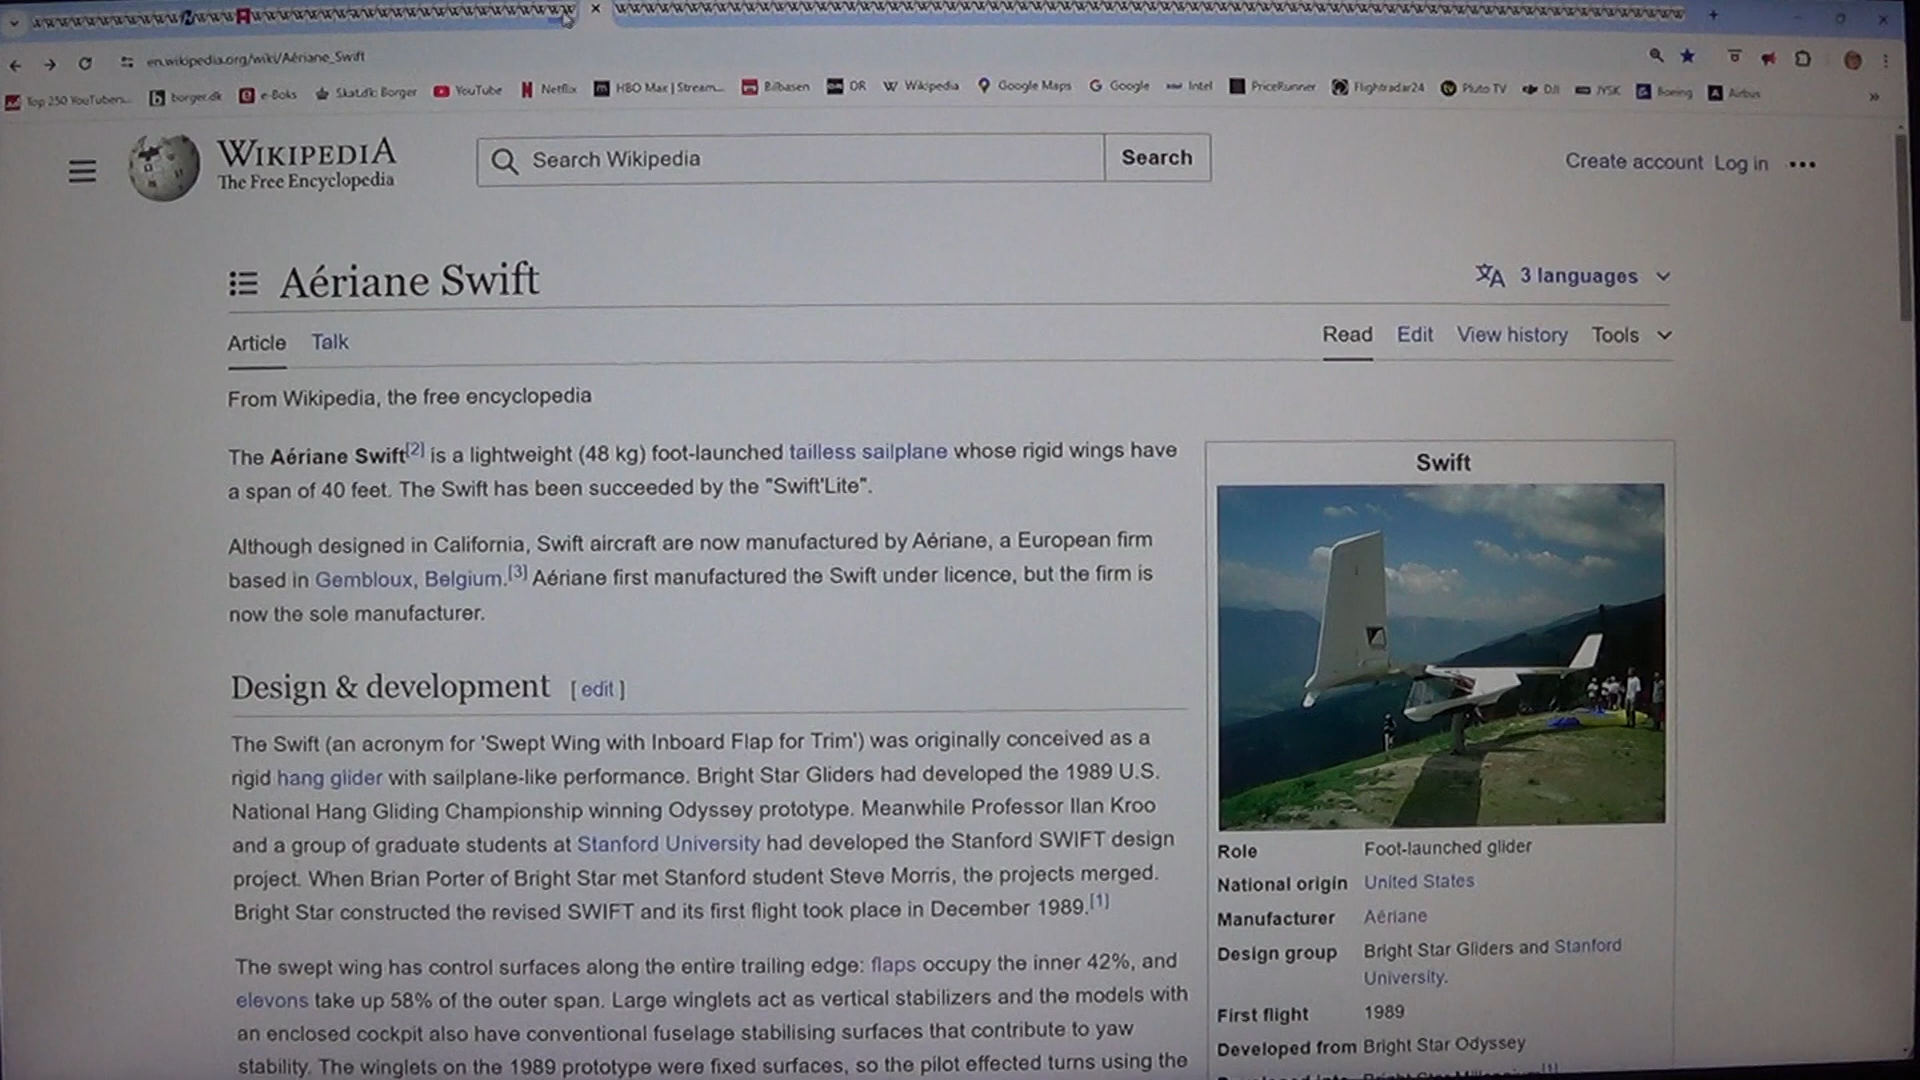 en.wikipedia.org/wiki/Aériane_Swift
Top 250 YouTubers... borger.dk e-Boks Skat.dk: Borger YouTube Netflix HBO Max | Stream... Bilbasen DR Wikipedia Google Maps Google Intel PriceRunner Flightradar24 Pluto TV DJI JYSK Boeing Airbus
WIKIPEDIA
The Free Encyclopedia
Search Wikipedia
Search
Create account Log in
Aériane Swift
3 languages
Article Talk
Read Edit View history Tools
From Wikipedia, the free encyclopedia
The Aériane Swift[2] is a lightweight (48 kg) foot-launched tailless sailplane whose rigid wings have
a span of 40 feet. The Swift has been succeeded by the "Swift'Lite".
Although designed in California, Swift aircraft are now manufactured by Aériane, a European firm
based in Gembloux, Belgium.[3] Aériane first manufactured the Swift under licence, but the firm is
now the sole manufacturer.
Design & development [ edit ]
The Swift (an acronym for 'Swept Wing with Inboard Flap for Trim') was originally conceived as a
rigid hang glider with sailplane-like performance. Bright Star Gliders had developed the 1989 U.S.
National Hang Gliding Championship winning Odyssey prototype. Meanwhile Professor Ilan Kroo
and a group of graduate students at Stanford University had developed the Stanford SWIFT design
project. When Brian Porter of Bright Star met Stanford student Steve Morris, the projects merged.
Bright Star constructed the revised SWIFT and its first flight took place in December 1989.[1]
The swept wing has control surfaces along the entire trailing edge: flaps occupy the inner 42%, and
elevons take up 58% of the outer span. Large winglets act as vertical stabilizers and the models with
an enclosed cockpit also have conventional fuselage stabilising surfaces that contribute to yaw
stability. The winglets on the 1989 prototype were fixed surfaces, so the pilot effected turns using the
Swift
Role Foot-launched glider
National origin United States
Manufacturer Aériane
Design group Bright Star Gliders and Stanford
University.
First flight 1989
Developed from Bright Star Odyssey